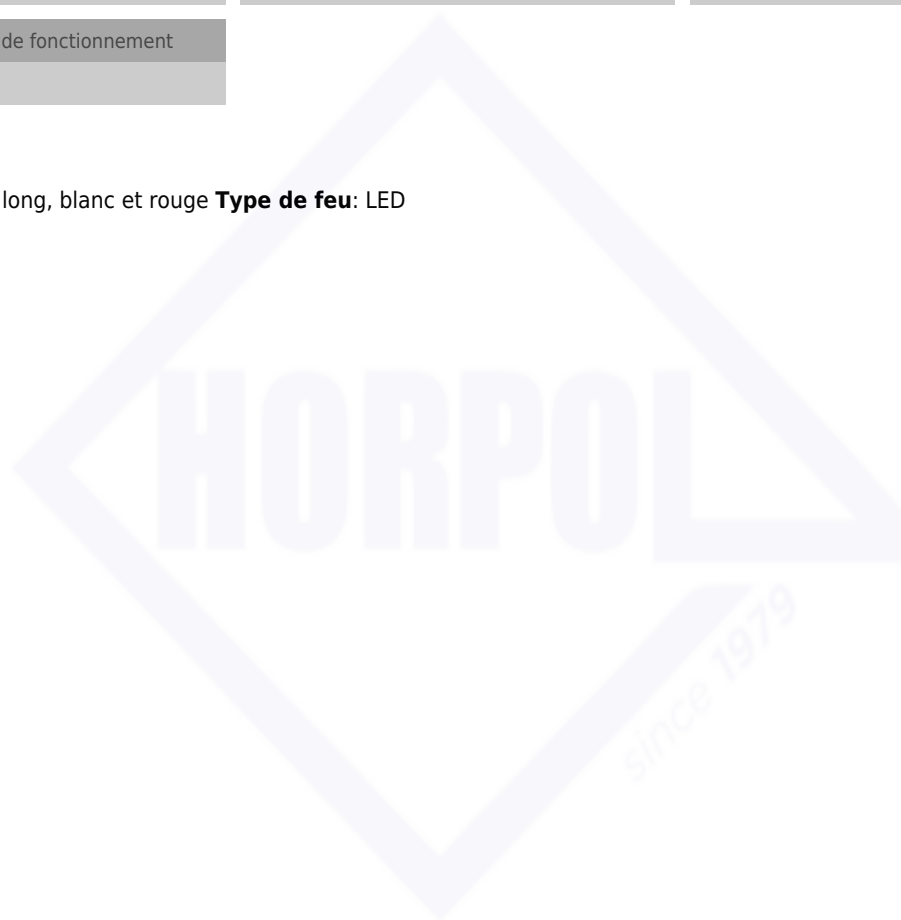 de fonctionnement
long, blanc et rouge Type de feu: LED
HORPOL
since 1979